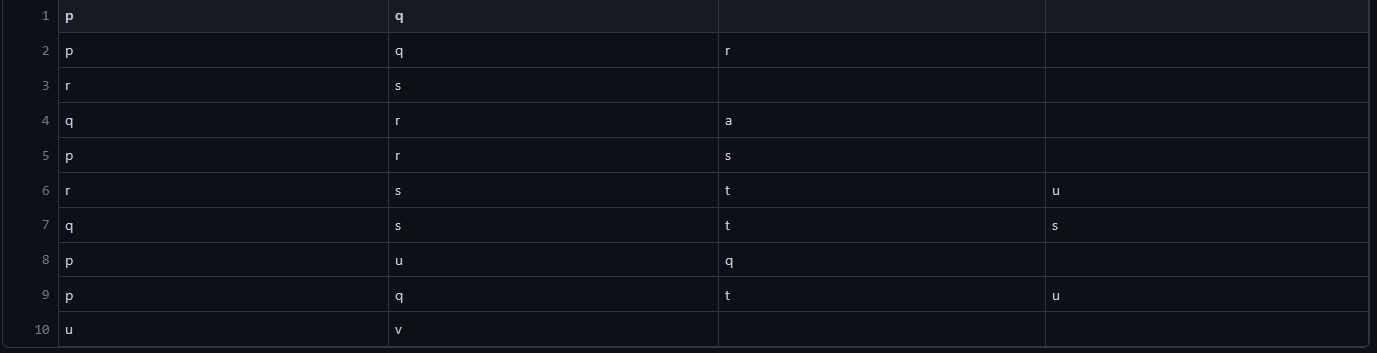 1 p q
2 p q r
3 r s
4 q r a
5 p r s
6 r s t u
7 q s t s
8 p u q
9 p q t u
10 u v